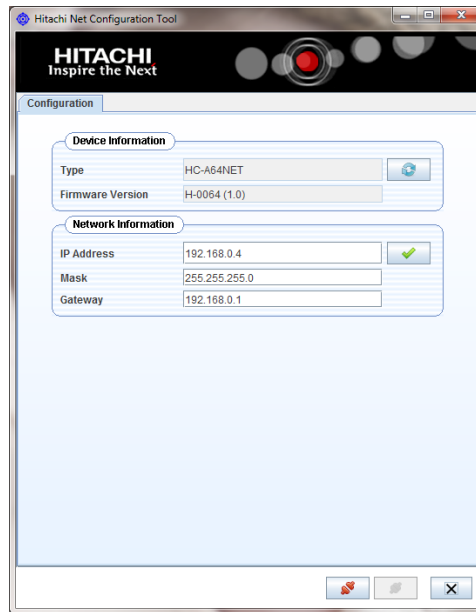 Hitachi Net Configuration Tool
HITACHI
Inspire the Next
Configuration
Device Information
Type HC-A64NET
Firmware Version H-0064 (1.0)
Network Information
IP Address 192.168.0.4
Mask 255.255.255.0
Gateway 192.168.0.1